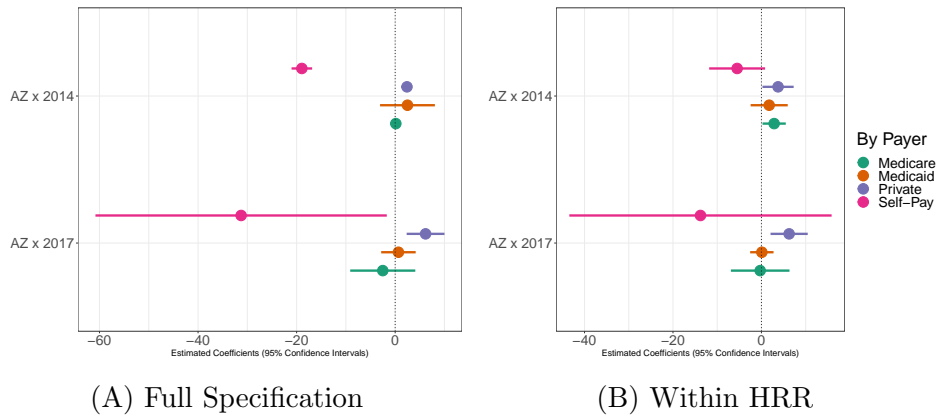 AZ x 2014
AZ x 2017
−60
−40
−20
0
Estimated Coefficients (95% Confidence Intervals)
(A) Full Specification
AZ x 2014
AZ x 2017
−40
−20
0
Estimated Coefficients (95% Confidence Intervals)
(B) Within HRR
By Payer
Medicare
Medicaid
Private
Self−Pay